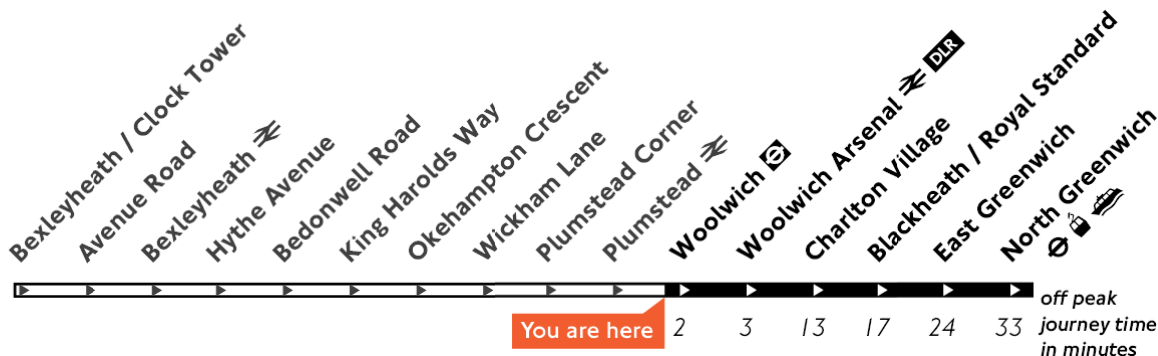 Bexleyheath / Clock Tower
Avenue Road
Bexleyheath
Hythe Avenue
Bedonwell Road
King Harolds Way
Okehampton Crescent
Wickham Lane
Plumstead Corner
Plumstead
Woolwich
Woolwich Arsenal DLR
Charlton Village
Blackheath / Royal Standard
East Greenwich
North Greenwich
You are here
2 3 13 17 24 33
off peak
journey time
in minutes